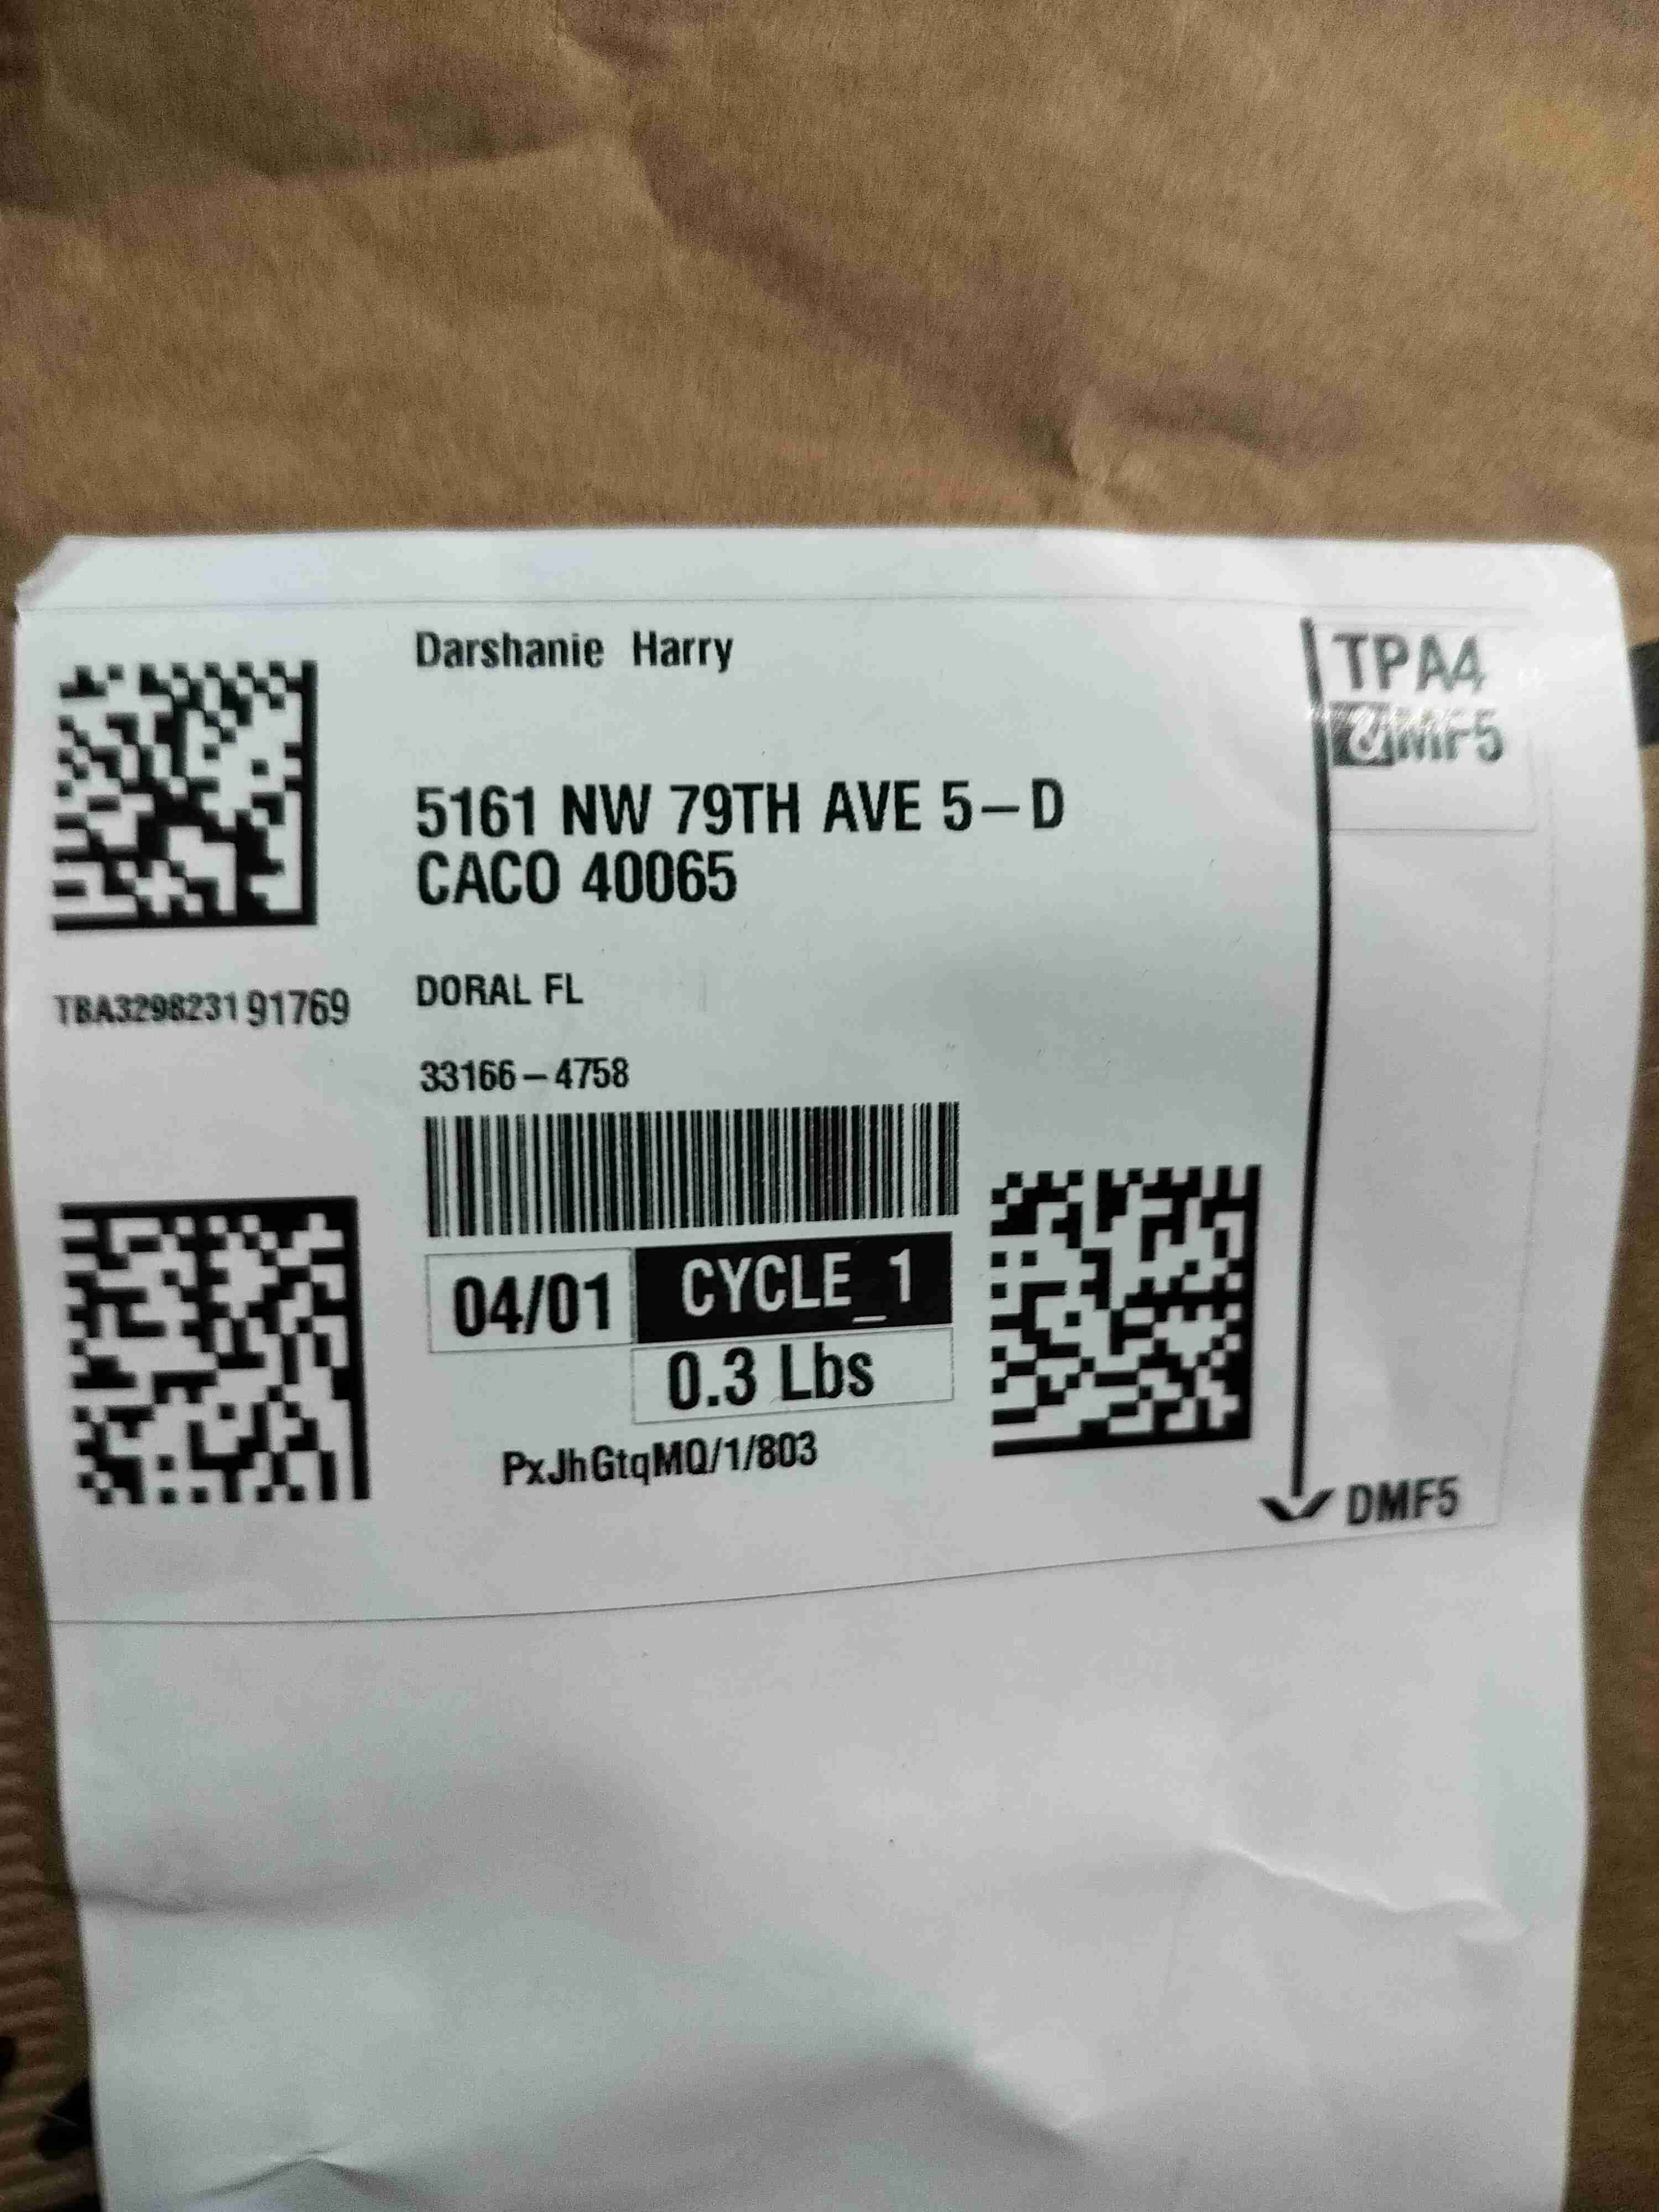 Darshanie Harry
5161 NW 79TH AVE 5-D
CACO 40065
DORAL FL
33166-4758
TBA329823191769
04/01
CYCLE_1
0.3 Lbs
PxJhGtqMQ/1/803
TPA4
DMF5